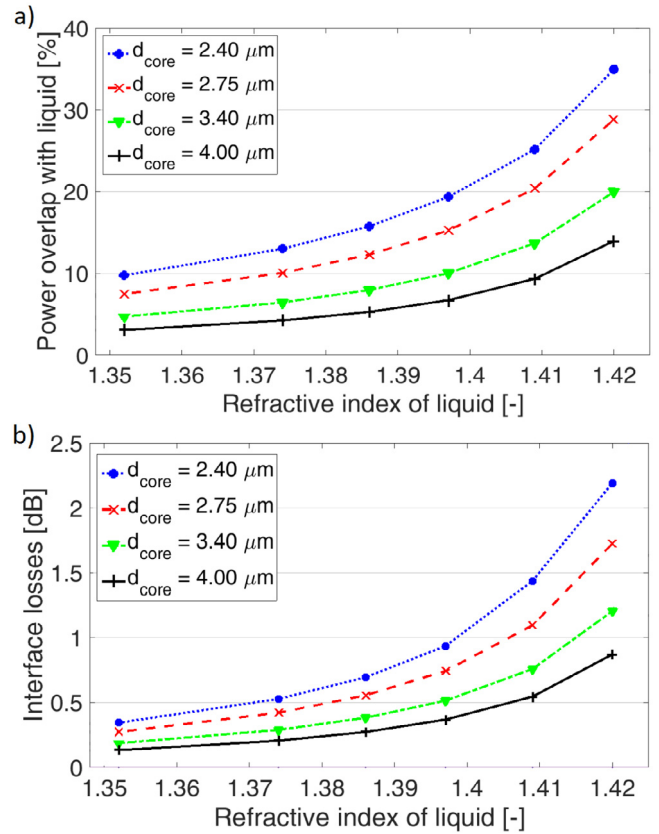 a)
40
30
20
10
0
Power overlap with liquid [%]
d_core = 2.40 μm
d_core = 2.75 μm
d_core = 3.40 μm
d_core = 4.00 μm
1.35 1.36 1.37 1.38 1.39 1.4 1.41 1.42
Refractive index of liquid [-]
b)
2.5
2
1.5
1
0.5
0
Interface losses [dB]
d_core = 2.40 μm
d_core = 2.75 μm
d_core = 3.40 μm
d_core = 4.00 μm
1.35 1.36 1.37 1.38 1.39 1.4 1.41 1.42
Refractive index of liquid [-]